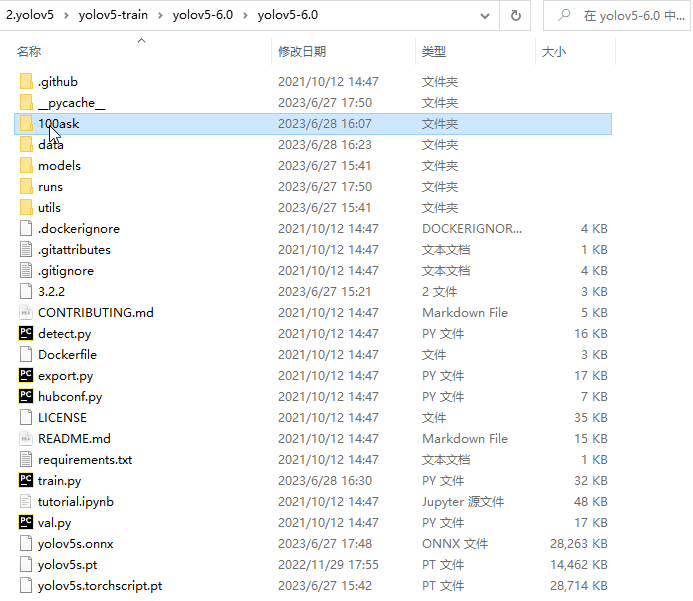 2.yolov5 > yolov5-train > yolov5-6.0 > yolov5-6.0 在 yolov5-6.0 中...
名称 修改日期 类型 大小
.github 2021/10/12 14:47 文件夹
__pycache__ 2023/6/27 17:50 文件夹
100ask 2023/6/28 16:07 文件夹
data 2023/6/28 16:23 文件夹
models 2023/6/27 15:41 文件夹
runs 2023/6/27 17:50 文件夹
utils 2023/6/27 15:41 文件夹
.dockerignore 2021/10/12 14:47 DOCKERIGNOR... 4 KB
.gitattributes 2021/10/12 14:47 文本文档 1 KB
.gitignore 2021/10/12 14:47 文本文档 4 KB
3.2.2 2023/6/27 15:21 2 文件 3 KB
CONTRIBUTING.md 2021/10/12 14:47 Markdown File 5 KB
detect.py 2021/10/12 14:47 PY 文件 16 KB
Dockerfile 2021/10/12 14:47 文件 3 KB
export.py 2021/10/12 14:47 PY 文件 17 KB
hubconf.py 2021/10/12 14:47 PY 文件 7 KB
LICENSE 2021/10/12 14:47 文件 35 KB
README.md 2021/10/12 14:47 Markdown File 15 KB
requirements.txt 2021/10/12 14:47 文本文档 1 KB
train.py 2023/6/28 16:30 PY 文件 32 KB
tutorial.ipynb 2021/10/12 14:47 Jupyter 源文件 48 KB
val.py 2021/10/12 14:47 PY 文件 17 KB
yolov5s.onnx 2023/6/27 17:48 ONNX 文件 28,263 KB
yolov5s.pt 2022/11/29 17:55 PT 文件 14,462 KB
yolov5s.torchscript.pt 2023/6/27 15:42 PT 文件 28,714 KB